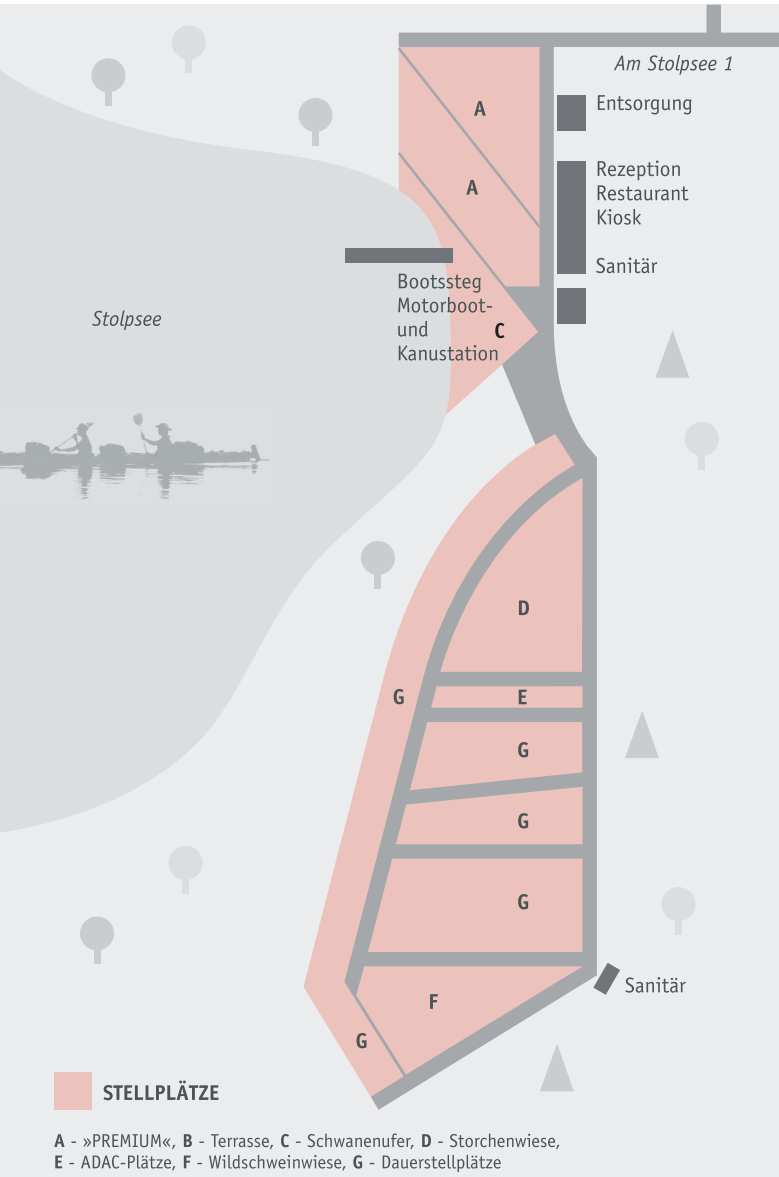 Am Stolpsee 1
Entsorgung
A
Rezeption
Restaurant
Kiosk
A
Sanitär
Bootssteg
Motorboot-
und
Kanustation
C
Stolpsee
D
G
E
G
G
G
Sanitär
F
G
STELLPLÄTZE
A - »PREMIUM«, B - Terrasse, C - Schwanenufer, D - Storchenwiese,
E - ADAC-Plätze, F - Wildschweinwiese, G - Dauerstellplätze